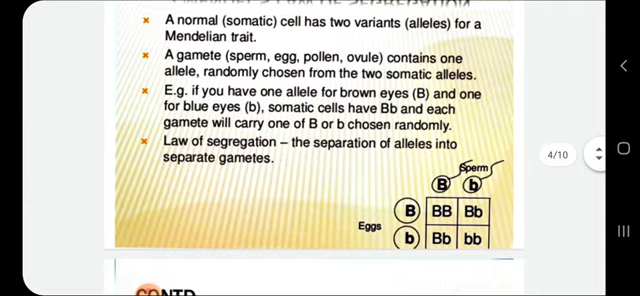 × A normal (somatic) cell has two variants (alleles) for a
Mendelian trait.
× A gamete (sperm, egg, pollen, ovule) contains one
allele, randomly chosen from the two somatic alleles.
× E.g. if you have one allele for brown eyes (B) and one
for blue eyes (b), somatic cells have Bb and each
gamete will carry one of B or b chosen randomly.
× Law of segregation – the separation of alleles into
separate gametes.
4/10
Sperm
B b
B BB Bb
Eggs
b Bb bb
CONTD